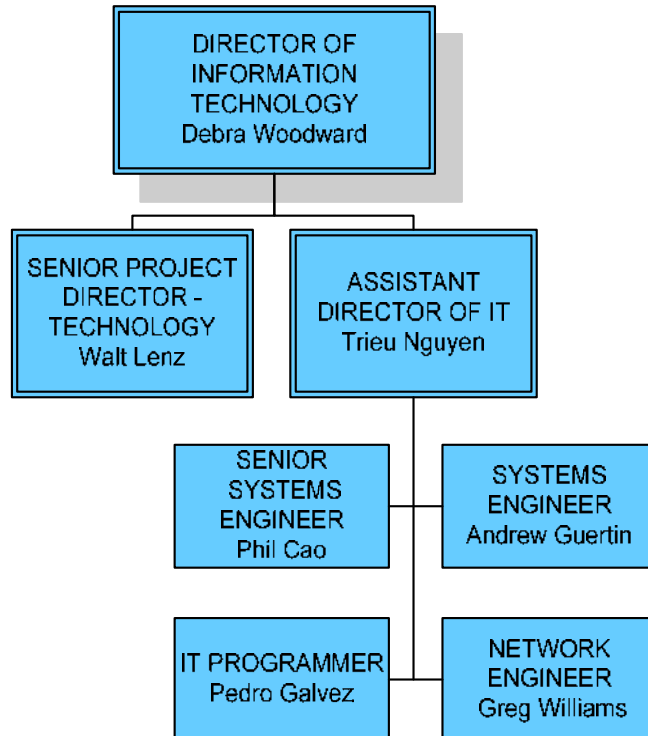 DIRECTOR OF
INFORMATION
TECHNOLOGY
Debra Woodward
SENIOR PROJECT
DIRECTOR -
TECHNOLOGY
Walt Lenz
ASSISTANT
DIRECTOR OF IT
Trieu Nguyen
SENIOR
SYSTEMS
ENGINEER
Phil Cao
SYSTEMS
ENGINEER
Andrew Guertin
IT PROGRAMMER
Pedro Galvez
NETWORK
ENGINEER
Greg Williams